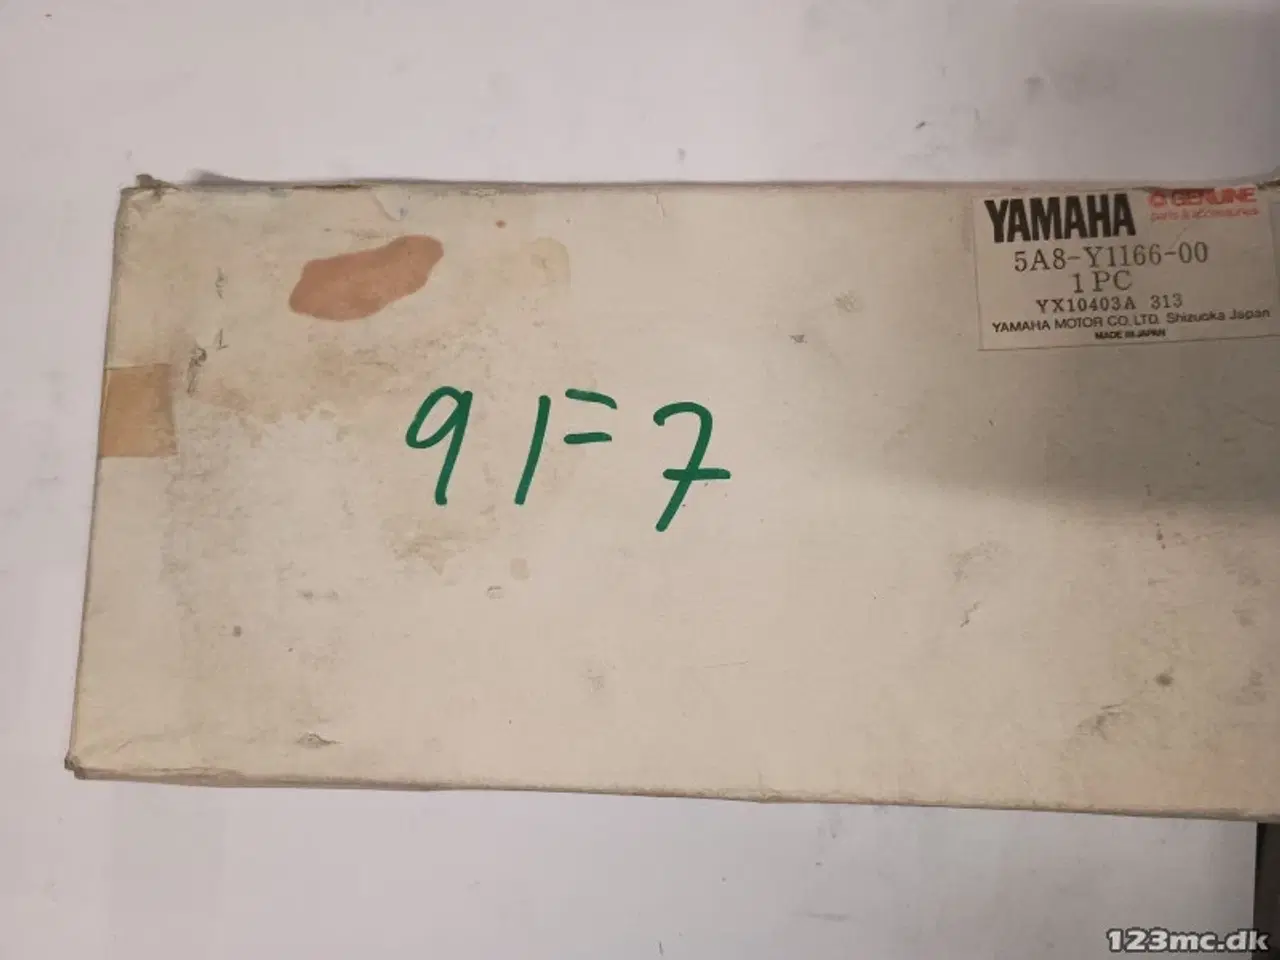 YAMAHA GENUINE
parts & accessories
5A8-Y1166-00
1 PC
YX10403A 313
YAMAHA MOTOR CO.,LTD. Shizuoka Japan
MADE IN JAPAN
91=7
123mc.dk